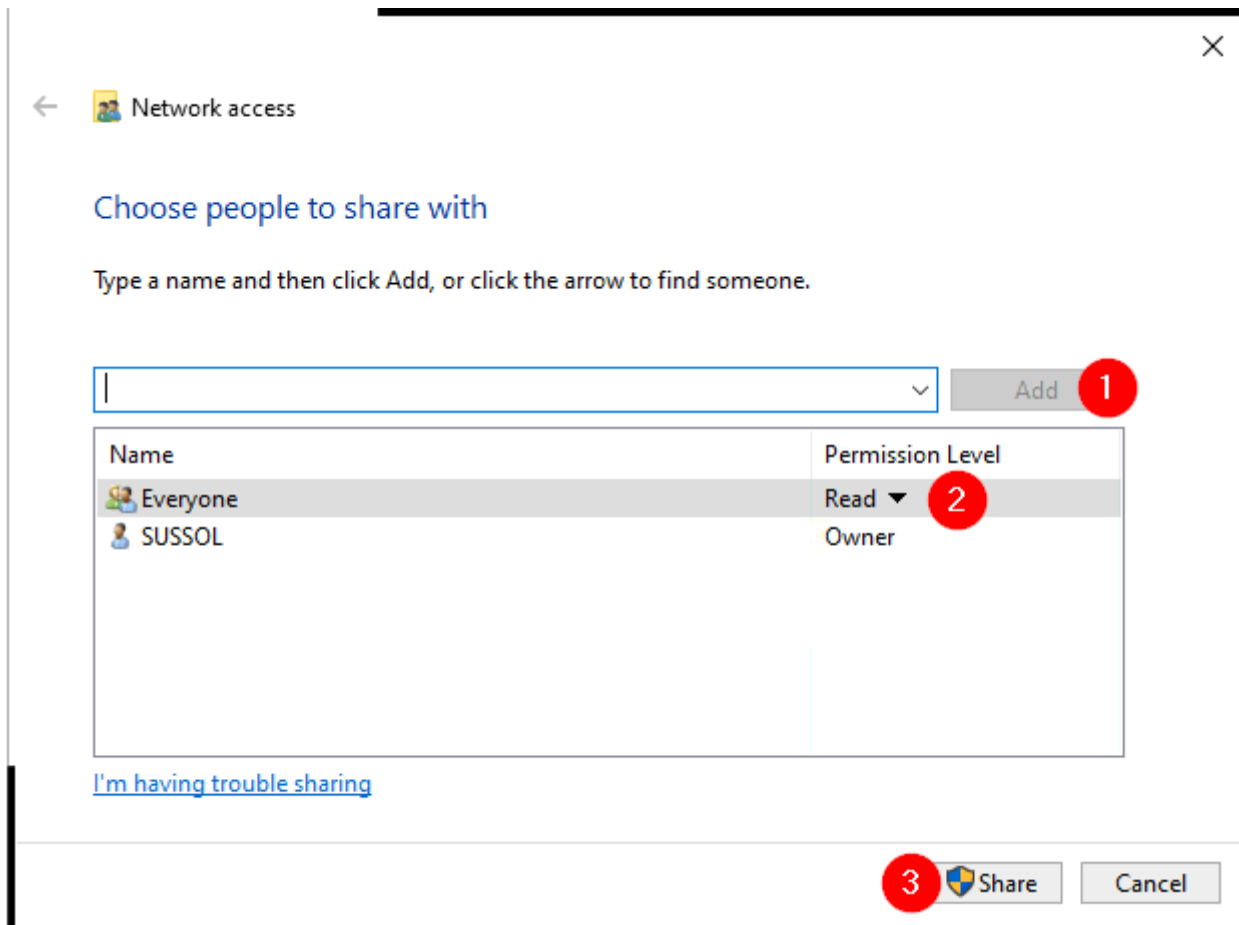 Network access
Choose people to share with
Type a name and then click Add, or click the arrow to find someone.
Add 1
Name Permission Level
Everyone Read 2
SUSSOL Owner
I'm having trouble sharing
3 Share Cancel